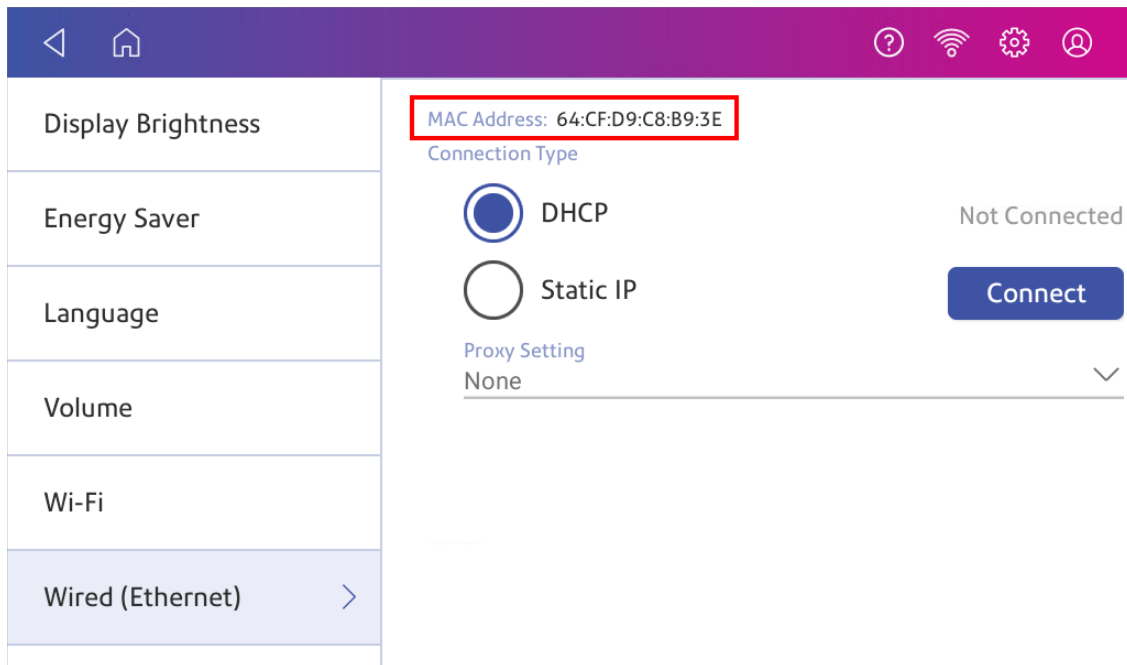 Display Brightness
Energy Saver
Language
Volume
Wi-Fi
Wired (Ethernet)
MAC Address: 64:CF:D9:C8:B9:3E
Connection Type
DHCP
Not Connected
Static IP
Connect
Proxy Setting
None